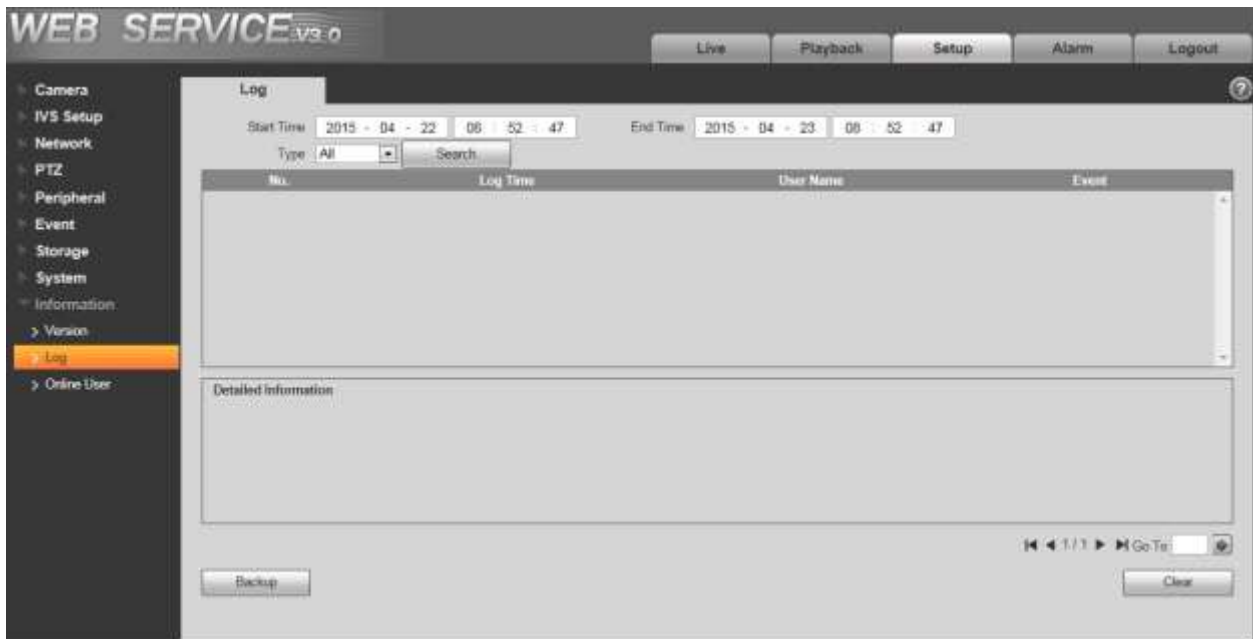 WEB SERVICE V3.0
Live Playback Setup Alarm Logout
Camera
IVS Setup
Network
PTZ
Peripheral
Event
Storage
System
Information
Version
Log
Online User
Log
Start Time 2015 - 04 - 22 06 : 52 : 47 End Time 2015 - 04 - 23 06 : 52 : 47
Type All Search
No. Log Time User Name Event
Detailed Information
1 / 1 Go To
Backup Clear